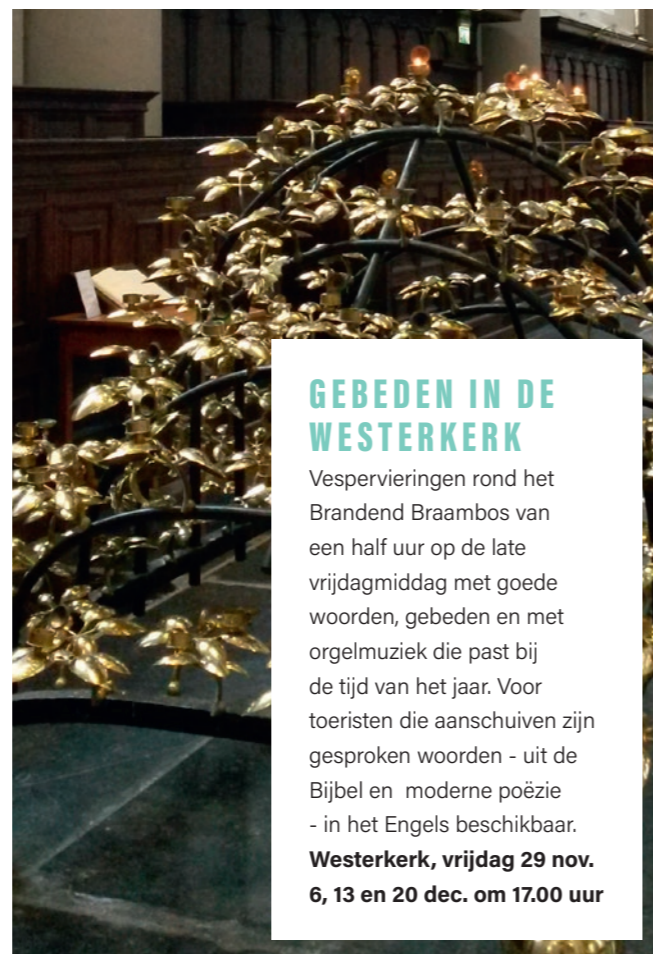 GEBEDEN IN DE
WESTERKERK
Vespervieringen rond het
Brandend Braambos van
een half uur op de late
vrijdagmiddag met goede
woorden, gebeden en met
orgelmuziek die past bij
de tijd van het jaar. Voor
toeristen die aanschuiven zijn
gesproken woorden - uit de
Bijbel en  moderne poëzie
- in het Engels beschikbaar.
Westerkerk, vrijdag 29 nov.
6, 13 en 20 dec. om 17.00 uur